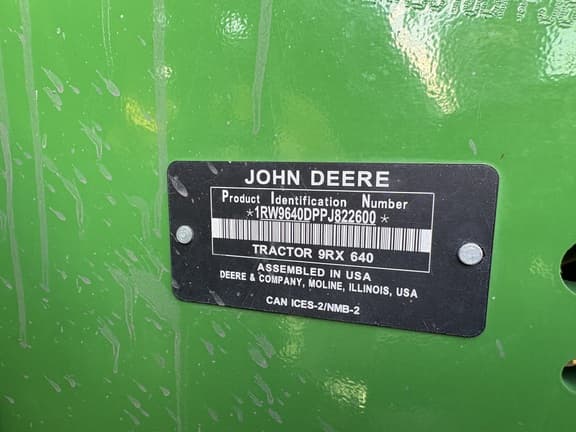 JOHN DEERE
Product Identification Number
*1RW9640DPPJ822600*
TRACTOR 9RX 640
ASSEMBLED IN USA
DEERE & COMPANY, MOLINE, ILLINOIS, USA
CAN ICES-2/NMB-2